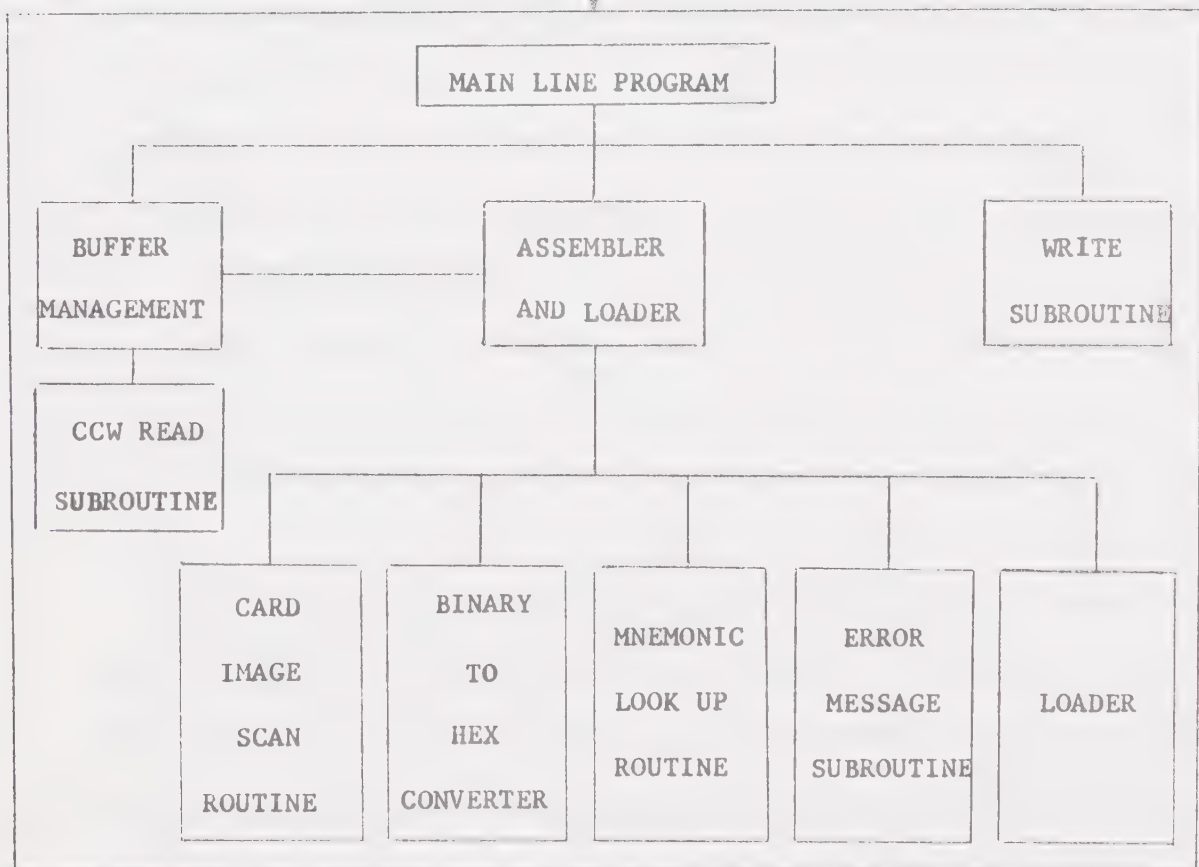 MAIN LINE PROGRAM
BUFFER
MANAGEMENT
ASSEMBLER
AND LOADER
WRITE
SUBROUTINE
CCW READ
SUBROUTINE
CARD
IMAGE
SCAN
ROUTINE
BINARY
TO
HEX
CONVERTER
MNEMONIC
LOOK UP
ROUTINE
ERROR
MESSAGE
SUBROUTINE
LOADER